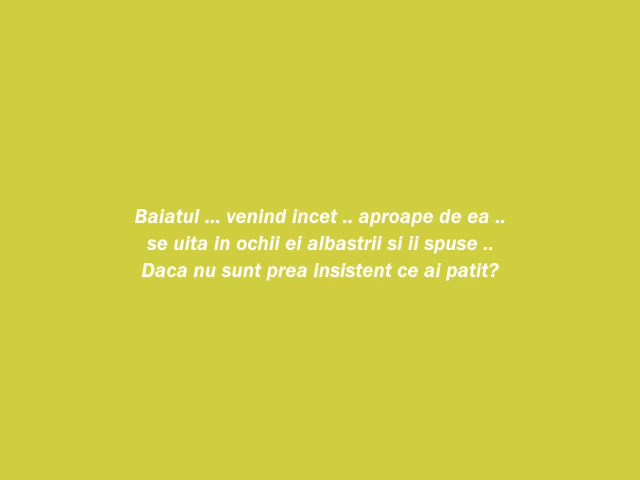 Baiatul ... venind incet .. aproape de ea ..
se uita in ochii ei albastrii si ii spuse ..
Daca nu sunt prea insistent ce ai patit?